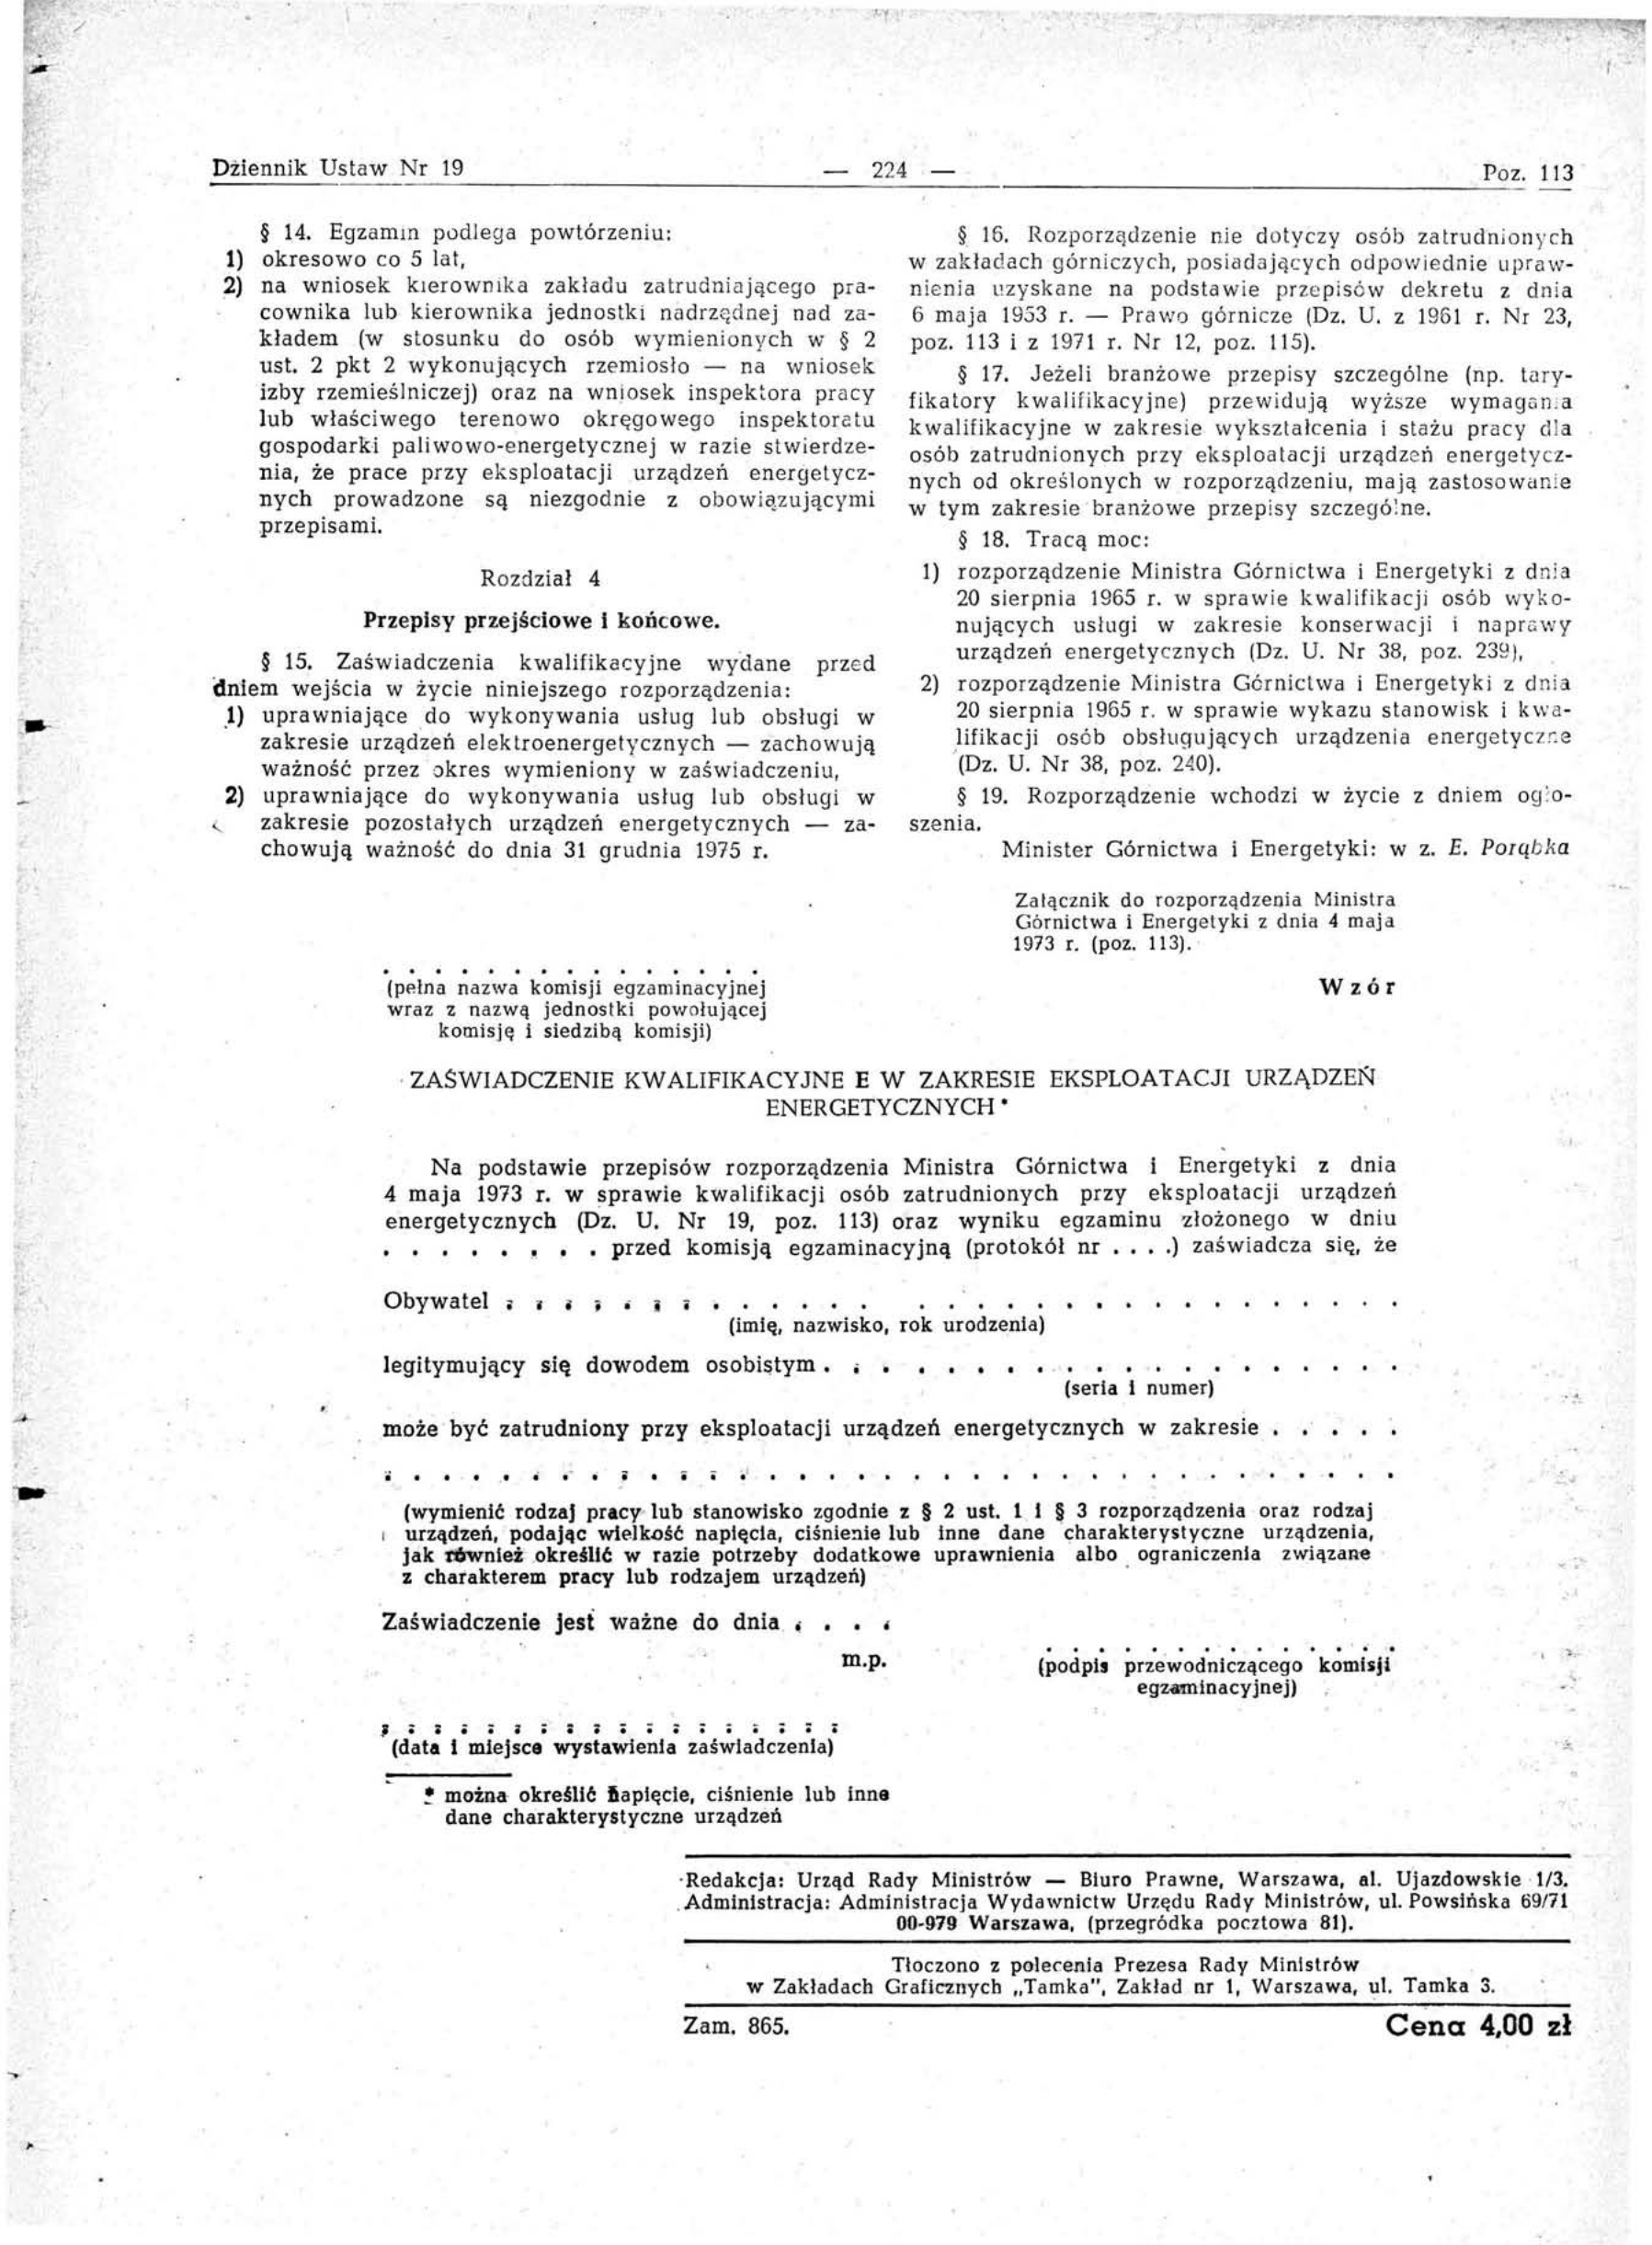 Dziennik Ustaw Nr 19 — 224 — Poz. 113
§ 14. Egzamin podlega powtórzeniu:
1) okresowo co 5 lat,
2) na wniosek kierownika zakładu zatrudniającego pra-
cownika lub kierownika jednostki nadrzędnej nad za-
kładem (w stosunku do osób wymienionych w § 2
ust. 2 pkt 2 wykonujących rzemiosło — na wniosek
izby rzemieślniczej) oraz na wniosek inspektora pracy
lub właściwego terenowo okręgowego inspektoratu
gospodarki paliwowo-energetycznej w razie stwierdze-
nia, że prace przy eksploatacji urządzeń energetycz-
nych prowadzone są niezgodnie z obowiązującymi
przepisami.
Rozdział 4
Przepisy przejściowe i końcowe.
§ 15. Zaświadczenia kwalifikacyjne wydane przed
dniem wejścia w życie niniejszego rozporządzenia:
1) uprawniające do wykonywania usług lub obsługi w
zakresie urządzeń elektroenergetycznych — zachowują
ważność przez okres wymieniony w zaświadczeniu,
2) uprawniające do wykonywania usług lub obsługi w
zakresie pozostałych urządzeń energetycznych — za-
chowują ważność do dnia 31 grudnia 1975 r.
§ 16. Rozporządzenie nie dotyczy osób zatrudnionych
w zakładach górniczych, posiadających odpowiednie upraw-
nienia uzyskane na podstawie przepisów dekretu z dnia
6 maja 1953 r. — Prawo górnicze (Dz. U. z 1961 r. Nr 23,
poz. 113 i z 1971 r. Nr 12, poz. 115).
§ 17. Jeżeli branżowe przepisy szczególne (np. tary-
fikatory kwalifikacyjne) przewidują wyższe wymagania
kwalifikacyjne w zakresie wykształcenia i stażu pracy dla
osób zatrudnionych przy eksploatacji urządzeń energetycz-
nych od określonych w rozporządzeniu, mają zastosowanie
w tym zakresie branżowe przepisy szczególne.
§ 18. Tracą moc:
1) rozporządzenie Ministra Górnictwa i Energetyki z dnia
20 sierpnia 1965 r. w sprawie kwalifikacji osób wyko-
nujących usługi w zakresie konserwacji i naprawy
urządzeń energetycznych (Dz. U. Nr 38, poz. 239),
2) rozporządzenie Ministra Górnictwa i Energetyki z dnia
20 sierpnia 1965 r. w sprawie wykazu stanowisk i kwa-
lifikacji osób obsługujących urządzenia energetyczne
(Dz. U. Nr 38, poz. 240).
§ 19. Rozporządzenie wchodzi w życie z dniem ogło-
szenia.
Minister Górnictwa i Energetyki: w z. E. Porąbka
Załącznik do rozporządzenia Ministra
Górnictwa i Energetyki z dnia 4 maja
1973 r. (poz. 113).
. . . . . . . . . . . . . . .
(pełna nazwa komisji egzaminacyjnej
wraz z nazwą jednostki powołującej
komisję i siedzibą komisji)
Wzór
ZAŚWIADCZENIE KWALIFIKACYJNE E W ZAKRESIE EKSPLOATACJI URZĄDZEŃ
ENERGETYCZNYCH*
Na podstawie przepisów rozporządzenia Ministra Górnictwa i Energetyki z dnia
4 maja 1973 r. w sprawie kwalifikacji osób zatrudnionych przy eksploatacji urządzeń
energetycznych (Dz. U. Nr 19, poz. 113) oraz wyniku egzaminu złożonego w dniu
. . . . . . . . przed komisją egzaminacyjną (protokół nr . . . .) zaświadcza się, że
Obywatel . . . . . . . . . . . . . . . . . . . . . . . . . . . . . .
(imię, nazwisko, rok urodzenia)
legitymujący się dowodem osobistym . . . . . . . . . . . . . . . . . . . .
(seria i numer)
może być zatrudniony przy eksploatacji urządzeń energetycznych w zakresie . . . . .
. . . . . . . . . . . . . . . . . . . . . . . . . . . . . . . . . . .
(wymienić rodzaj pracy lub stanowisko zgodnie z § 2 ust. 1 i § 3 rozporządzenia oraz rodzaj
urządzeń, podając wielkość napięcia, ciśnienie lub inne dane charakterystyczne urządzenia,
jak również określić w razie potrzeby dodatkowe uprawnienia albo ograniczenia związane
z charakterem pracy lub rodzajem urządzeń)
Zaświadczenie jest ważne do dnia . . . .
m.p.
. . . . . . . . . . . . . .
(podpis przewodniczącego komisji
egzaminacyjnej)
. . . . . . . . . . . . . . . . . .
(data i miejsce wystawienia zaświadczenia)
* można określić napięcie, ciśnienie lub inne
dane charakterystyczne urządzeń
Redakcja: Urząd Rady Ministrów — Biuro Prawne, Warszawa, al. Ujazdowskie 1/3.
Administracja: Administracja Wydawnictw Urzędu Rady Ministrów, ul. Powsińska 69/71
00-979 Warszawa, (przegródka pocztowa 81).
Tłoczono z polecenia Prezesa Rady Ministrów
w Zakładach Graficznych „Tamka", Zakład nr 1, Warszawa, ul. Tamka 3.
Zam. 865. Cena 4,00 zł